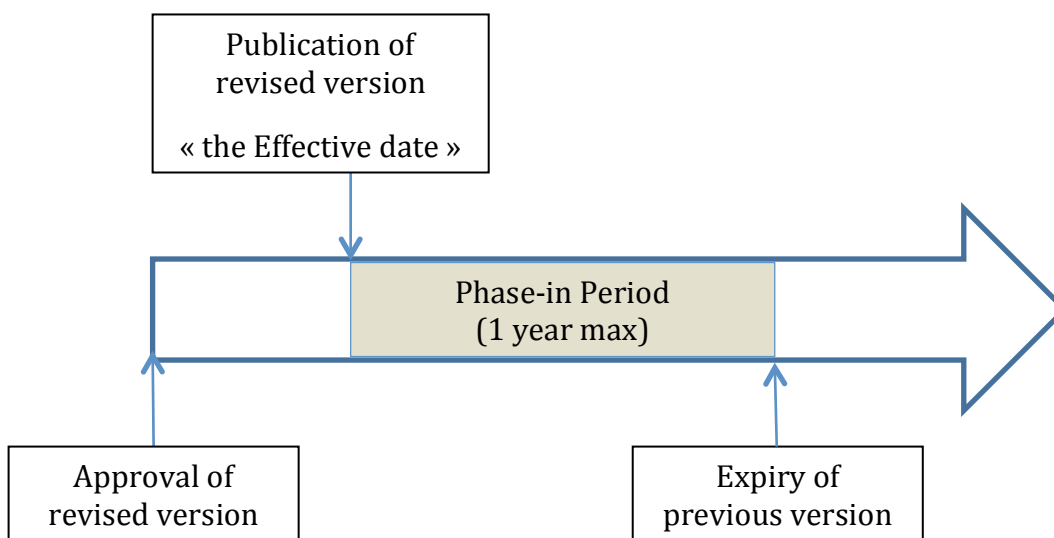 Publication of
revised version
« the Effective date »
Phase-in Period
(1 year max)
Approval of
revised version
Expiry of
previous version